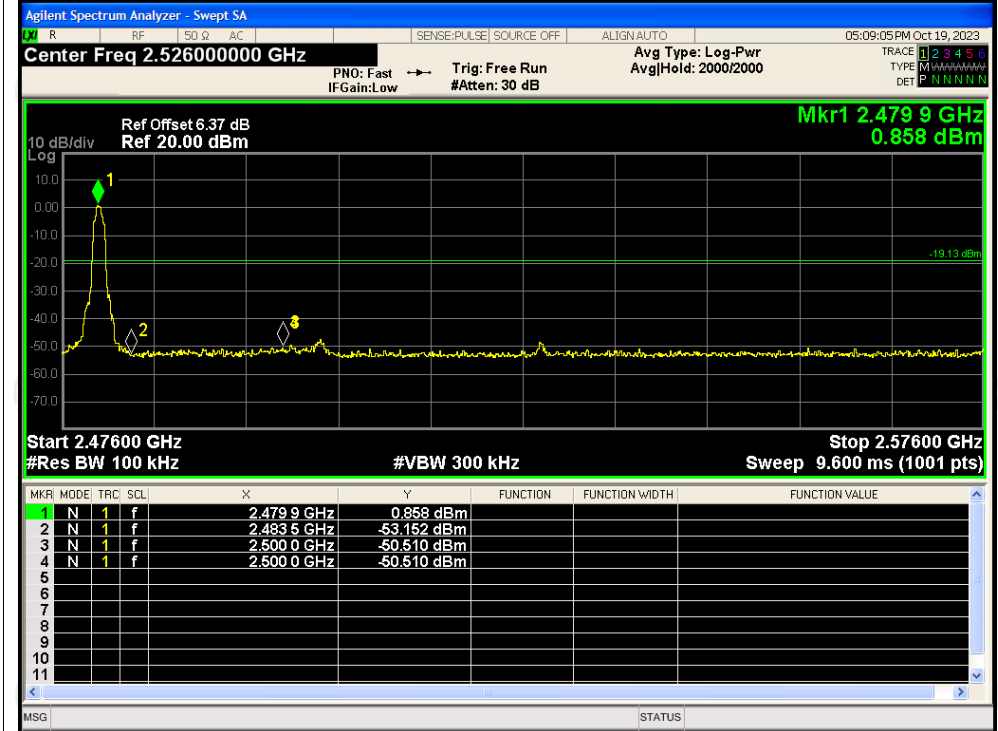 Agilent Spectrum Analyzer - Swept SA
LXI R RF 50 Ω AC SENSE:PULSE SOURCE OFF ALIGN AUTO 05:09:05 PM Oct 19, 2023
Center Freq 2.526000000 GHz
Avg Type: Log-Pwr
TRACE 1 2 3 4 5 6
PNO: Fast
Trig: Free Run
Avg|Hold: 2000/2000
TYPE M WWWWW
IFGain:Low
#Atten: 30 dB
DET P N N N N N
Mkr1 2.479 9 GHz
Ref Offset 6.37 dB
10 dB/div Ref 20.00 dBm
0.858 dBm
Log
10.0
1
0.00
-10.0
-19.13 dBm
-20.0
-30.0
-40.0
2
-50.0
-60.0
-70.0
Start 2.47600 GHz Stop 2.57600 GHz
#Res BW 100 kHz #VBW 300 kHz Sweep 9.600 ms (1001 pts)
MKR MODE TRC SCL X Y FUNCTION FUNCTION WIDTH FUNCTION VALUE
1 N 1 f 2.479 9 GHz 0.858 dBm
2 N 1 f 2.483 5 GHz -53.152 dBm
3 N 1 f 2.500 0 GHz -50.510 dBm
4 N 1 f 2.500 0 GHz -50.510 dBm
5
6
7
8
9
10
11
MSG STATUS